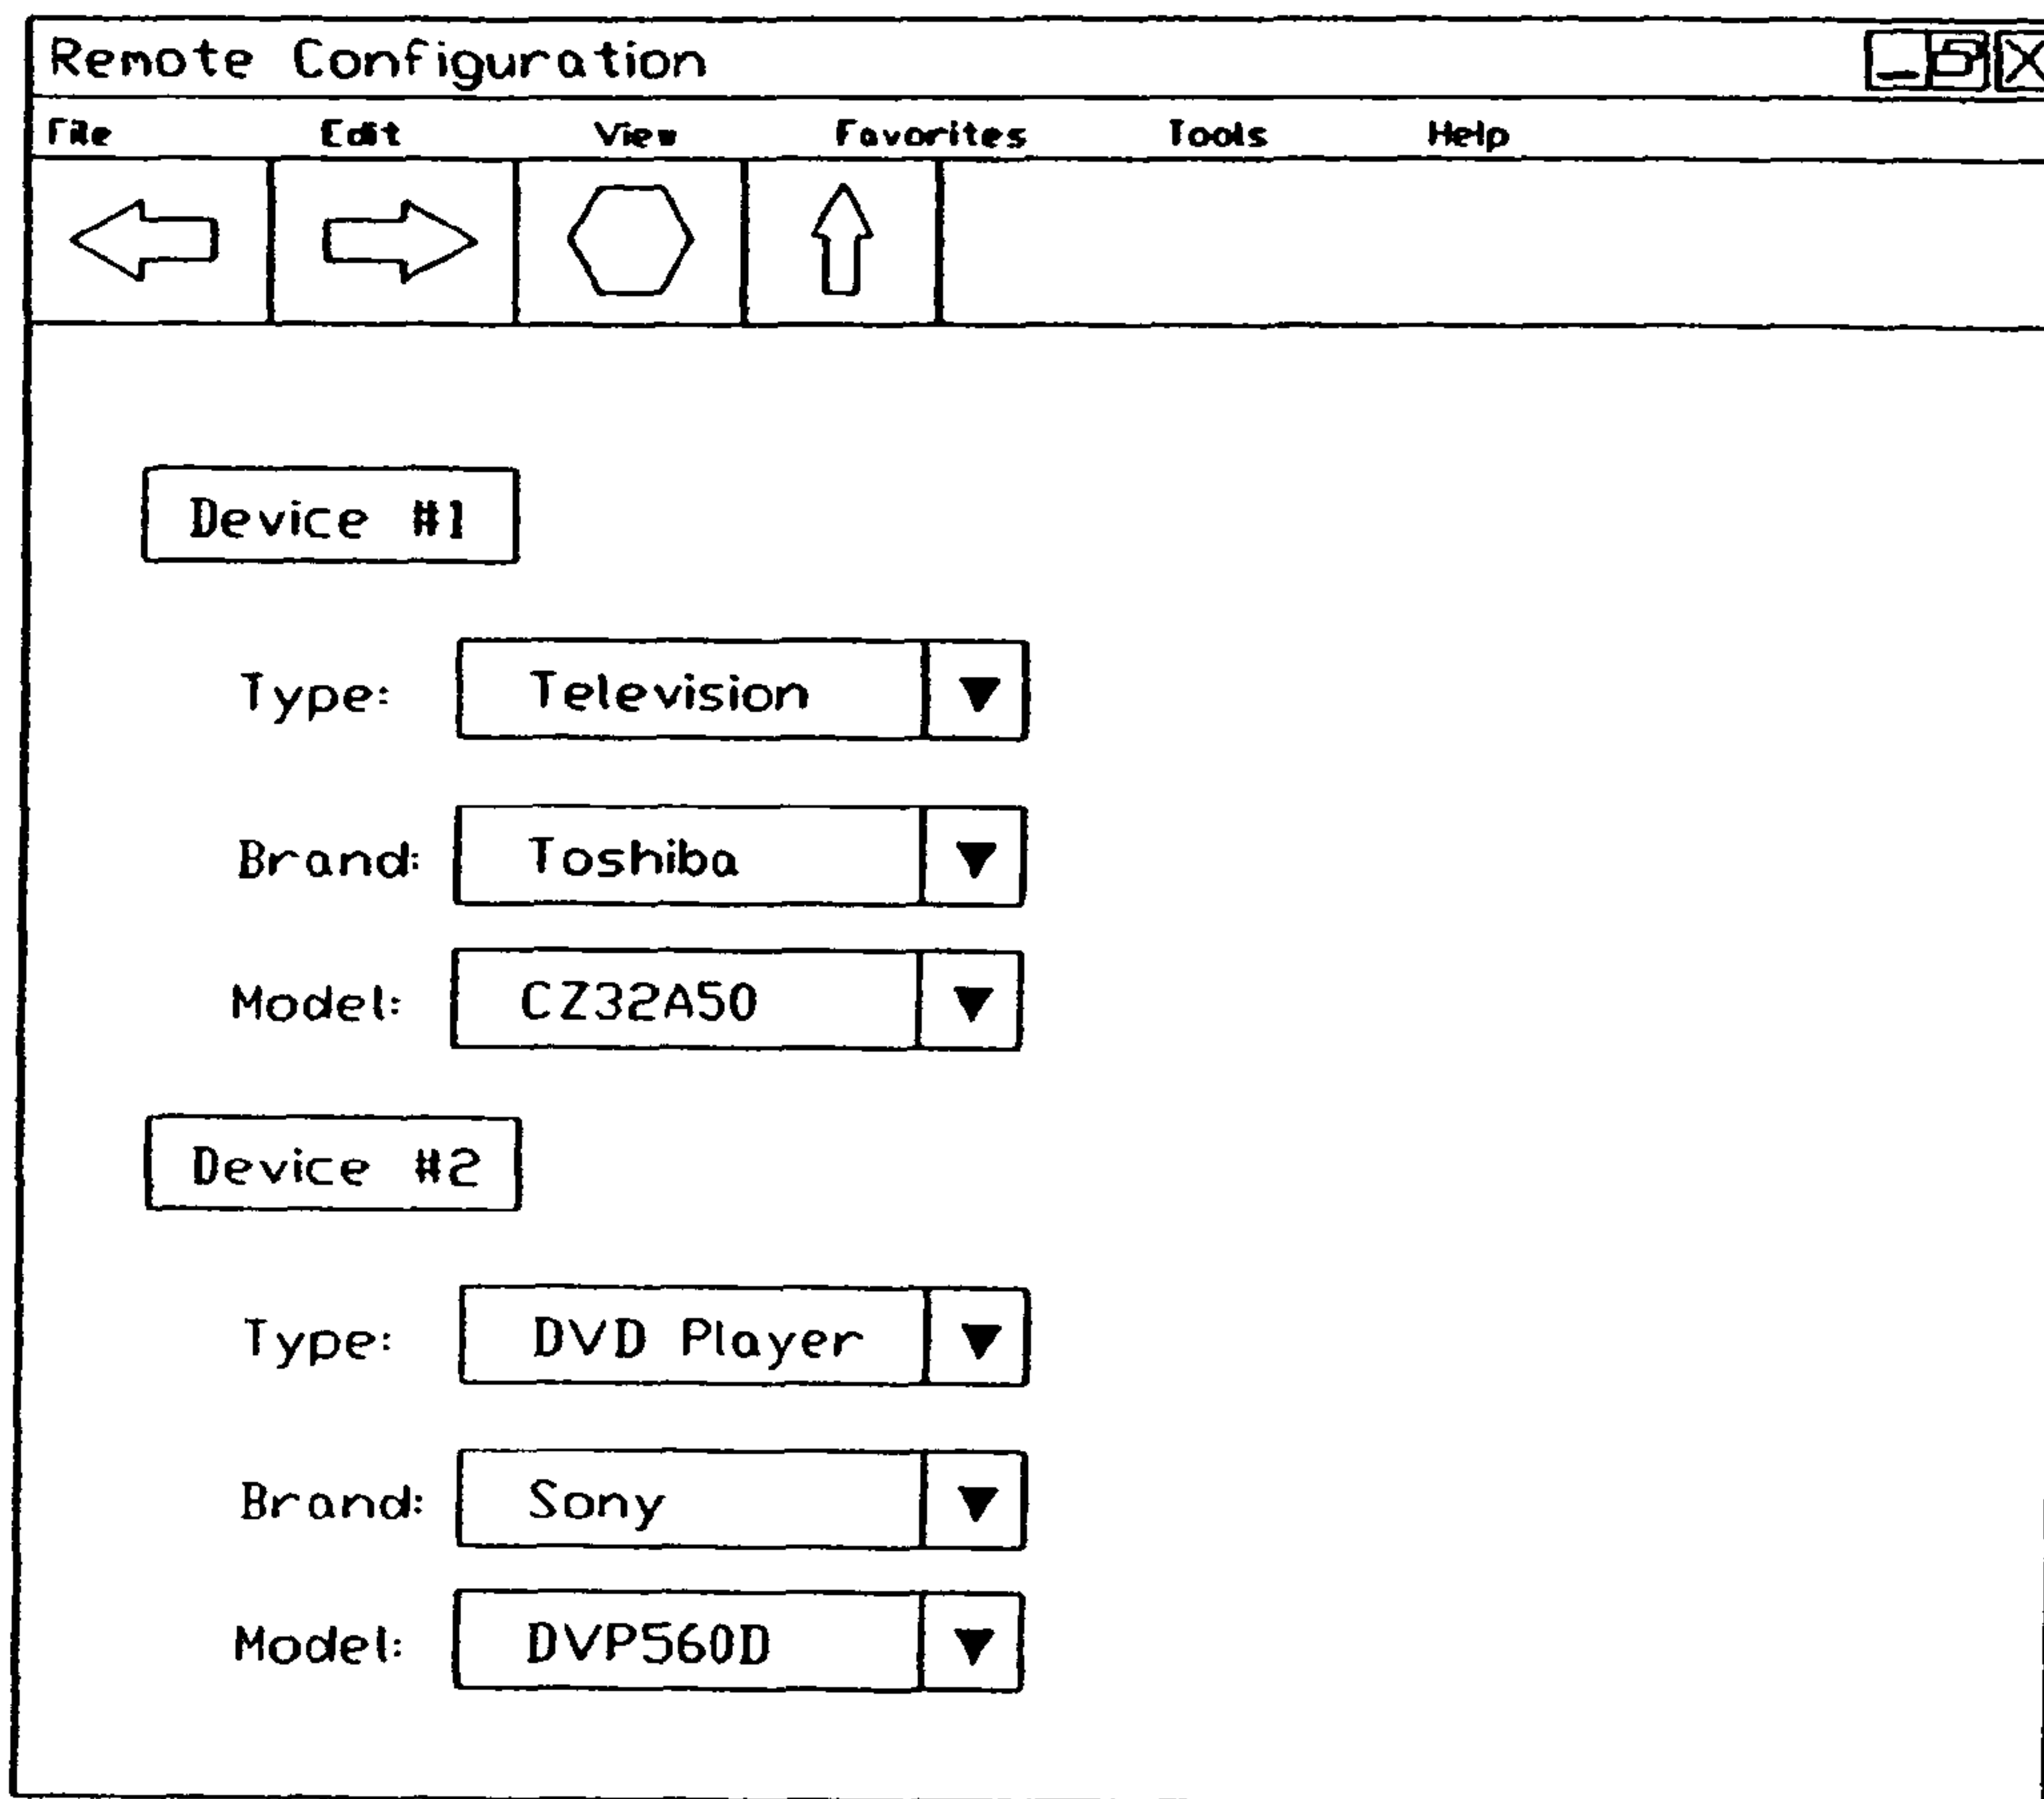 Remote Configuration
File Edit View Favorites Tools Help
Device #1
Type: Television
Brand: Toshiba
Model: CZ32A50
Device #2
Type: DVD Player
Brand: Sony
Model: DVP560D